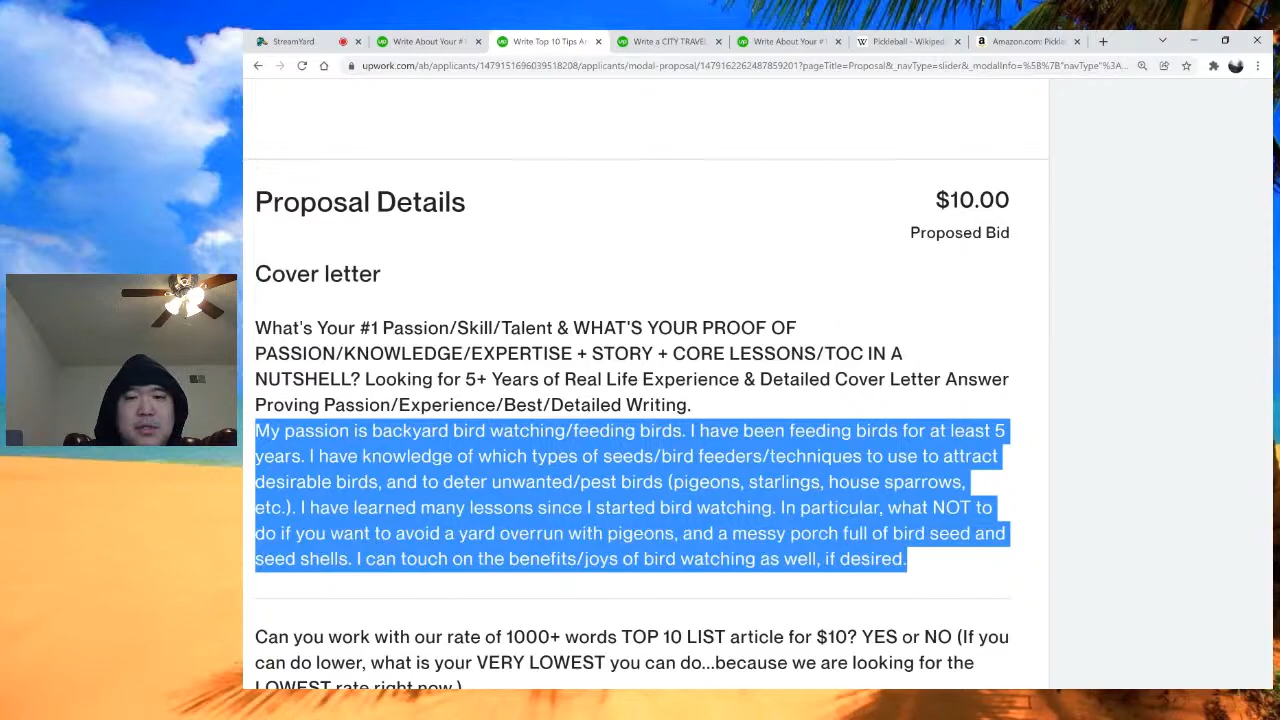 StreamYard
Write About Your #1
Write Top 10 Tips Ar
Write a CITY TRAVEL
Write About Your #1
Pickleball - Wikiped
Amazon.com: Pickle
upwork.com/ab/applicants/1479151696039518208/applicants/modal-proposal/1479162262487859201?pageTitle=Proposal&_navType=slider&_modalInfo=%5B%7B"navType"%3A...
Proposal Details
$10.00
Proposed Bid
Cover letter
What's Your #1 Passion/Skill/Talent & WHAT'S YOUR PROOF OF
PASSION/KNOWLEDGE/EXPERTISE + STORY + CORE LESSONS/TOC IN A
NUTSHELL? Looking for 5+ Years of Real Life Experience & Detailed Cover Letter Answer
Proving Passion/Experience/Best/Detailed Writing.
My passion is backyard bird watching/feeding birds. I have been feeding birds for at least 5
years. I have knowledge of which types of seeds/bird feeders/techniques to use to attract
desirable birds, and to deter unwanted/pest birds (pigeons, starlings, house sparrows,
etc.). I have learned many lessons since I started bird watching. In particular, what NOT to
do if you want to avoid a yard overrun with pigeons, and a messy porch full of bird seed and
seed shells. I can touch on the benefits/joys of bird watching as well, if desired.
Can you work with our rate of 1000+ words TOP 10 LIST article for $10? YES or NO (If you
can do lower, what is your VERY LOWEST you can do...because we are looking for the
LOWEST rate right now.)